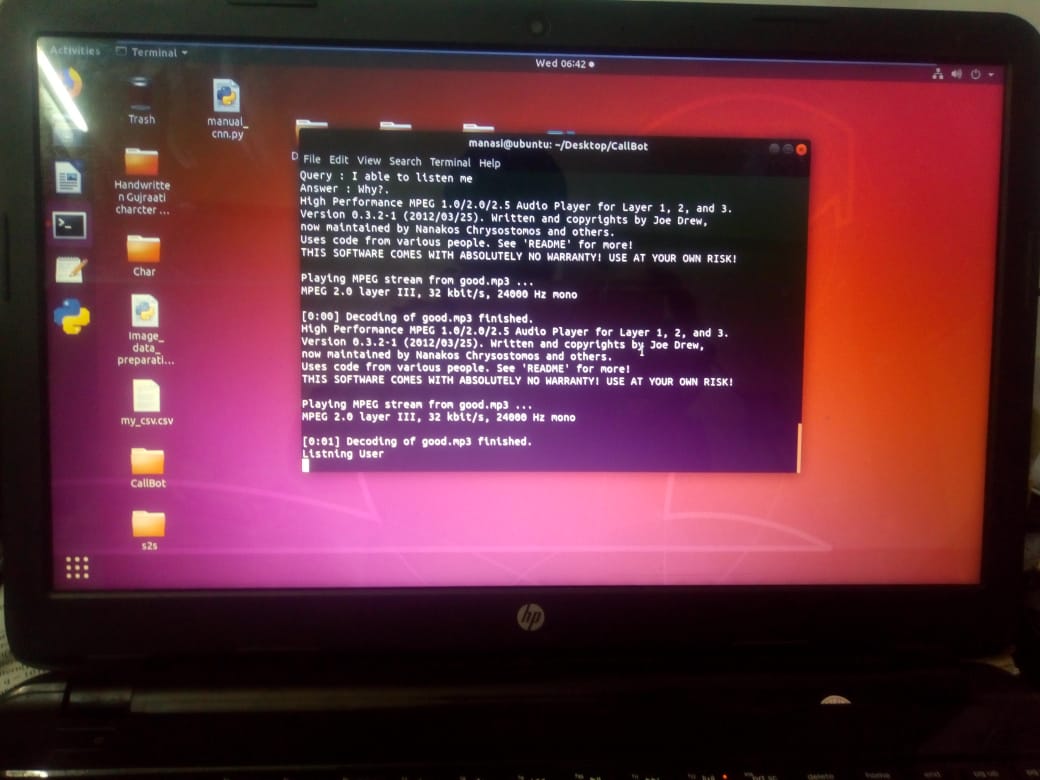 Activities
Terminal
Wed 06:42
Trash
manual_
cnn.py
Handwritte
n Gujraati
charcter ...
Char
Image_
data_
preparati...
my_csv.csv
CallBot
s2s
manasi@ubuntu: ~/Desktop/CallBot
File Edit View Search Terminal Help
Query : I able to listen me
Answer : Why?.
High Performance MPEG 1.0/2.0/2.5 Audio Player for Layer 1, 2, and 3.
Version 0.3.2-1 (2012/03/25). Written and copyrights by Joe Drew,
now maintained by Nanakos Chrysostomos and others.
Uses code from various people. See 'README' for more!
THIS SOFTWARE COMES WITH ABSOLUTELY NO WARRANTY! USE AT YOUR OWN RISK!
Playing MPEG stream from good.mp3 ...
MPEG 2.0 layer III, 32 kbit/s, 24000 Hz mono
[0:00] Decoding of good.mp3 finished.
High Performance MPEG 1.0/2.0/2.5 Audio Player for Layer 1, 2, and 3.
Version 0.3.2-1 (2012/03/25). Written and copyrights by Joe Drew,
now maintained by Nanakos Chrysostomos and others.
Uses code from various people. See 'README' for more!
THIS SOFTWARE COMES WITH ABSOLUTELY NO WARRANTY! USE AT YOUR OWN RISK!
Playing MPEG stream from good.mp3 ...
MPEG 2.0 layer III, 32 kbit/s, 24000 Hz mono
[0:01] Decoding of good.mp3 finished.
Listning User
hp